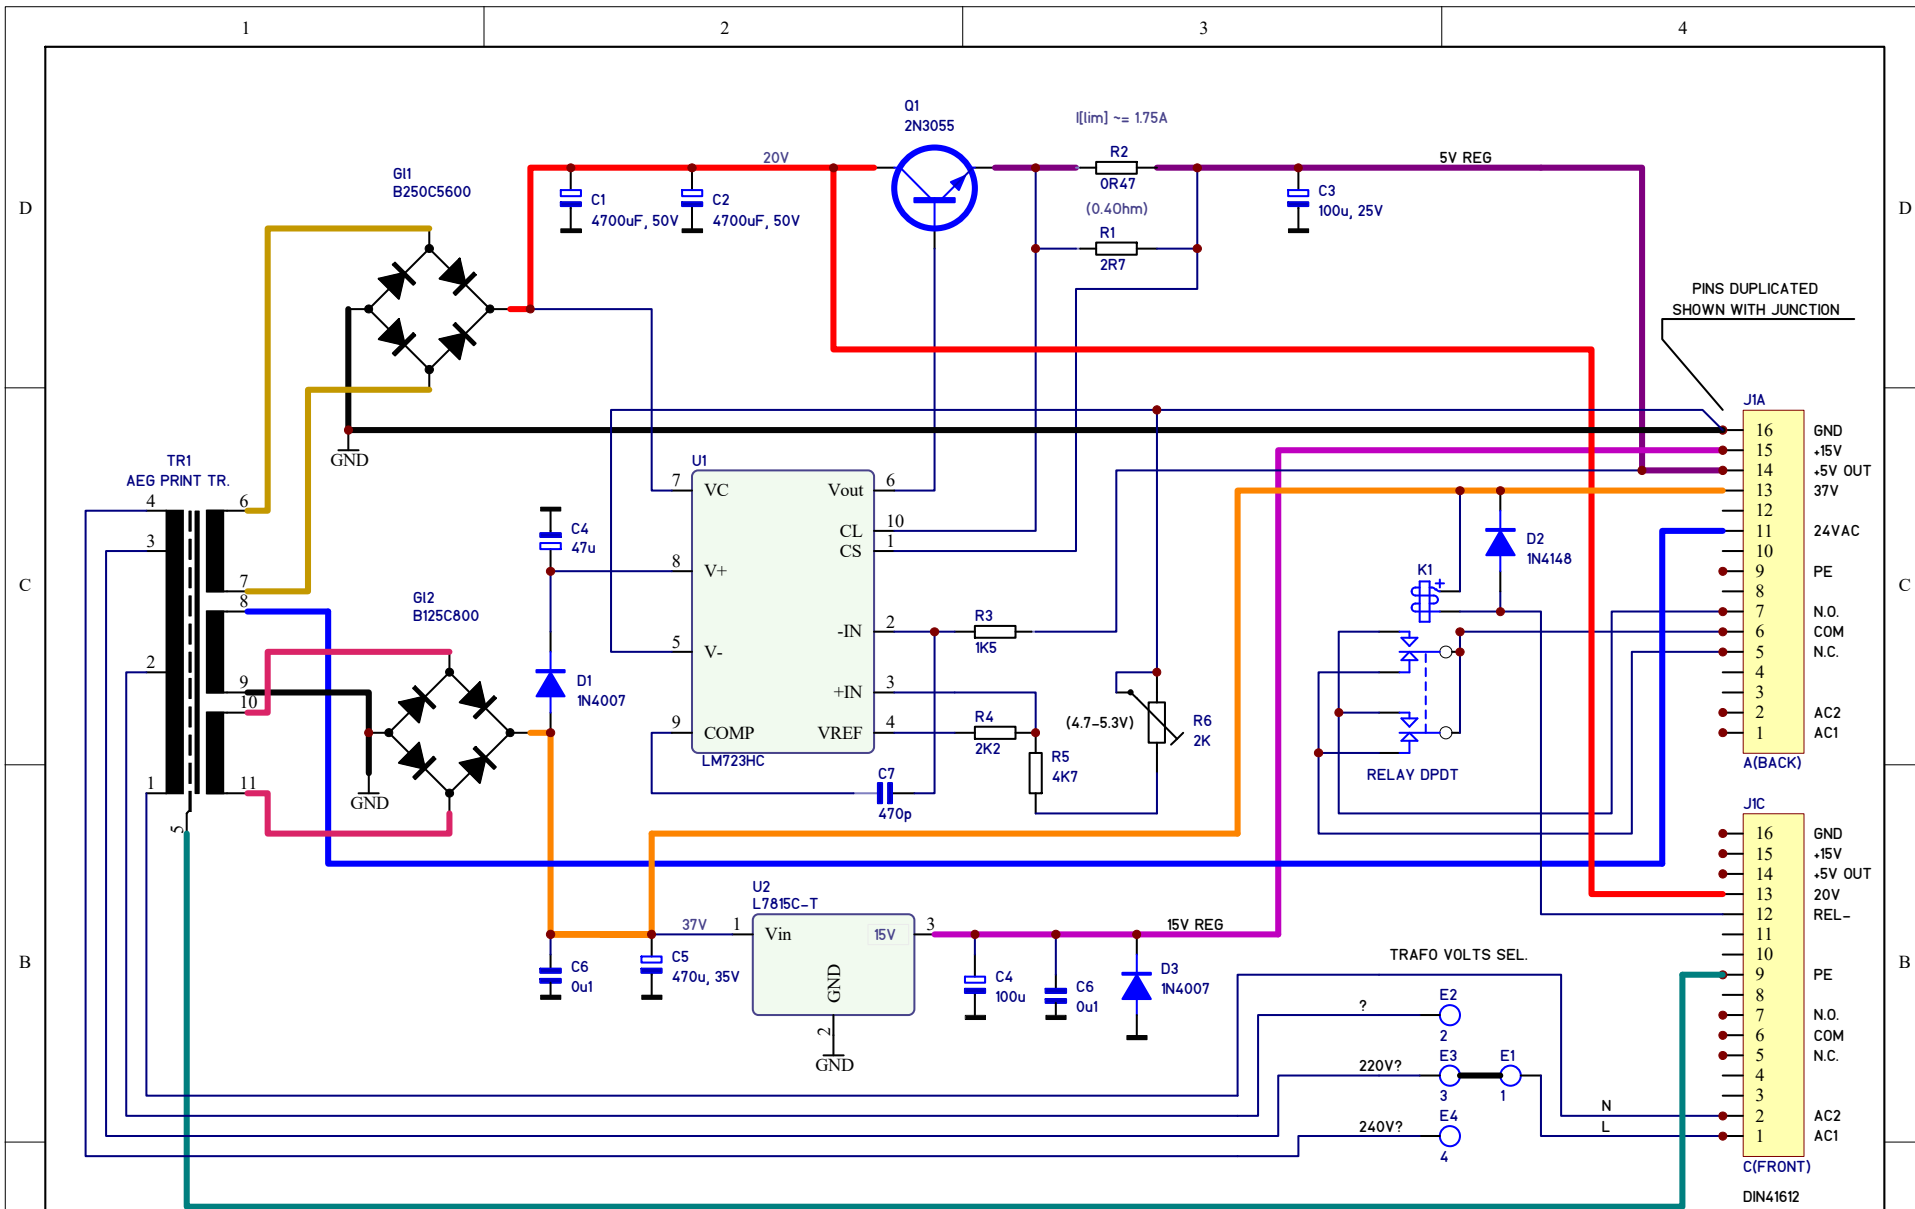 1 2 3 4
D D
C C
B B
Q1
2N3055
I[lim] ~= 1.75A
GI1
B250C5600
20V
C1
4700uF, 50V
C2
4700uF, 50V
R2
0R47
(0.4Ohm)
R1
2R7
5V REG
C3
100u, 25V
PINS DUPLICATED
SHOWN WITH JUNCTION
GND
TR1
AEG PRINT TR.
4
3
2
1
5
6
7
8
9
10
11
GI2
B125C800
GND
C4
47u
D1
1N4007
U1
7 VC
8 V+
5 V-
9 COMP
Vout 6
CL 10
CS 1
-IN 2
+IN 3
VREF 4
LM723HC
C7
470p
R3
1K5
R4
2K2
R5
4K7
(4.7-5.3V)
R6
2K
K1
+
D2
1N4148
RELAY DPDT
J1A
16 GND
15 +15V
14 +5V OUT
13 37V
12
11 24VAC
10
9 PE
8
7 N.O.
6 COM
5 N.C.
4
3
2 AC2
1 AC1
A(BACK)
J1C
16 GND
15 +15V
14 +5V OUT
13 20V
12 REL-
11
10
9 PE
8
7 N.O.
6 COM
5 N.C.
4
3
2 AC2
1 AC1
C(FRONT)
DIN41612
U2
L7815C-T
37V
1 Vin
15V 3
GND
2
GND
15V REG
C6
0u1
C5
470u, 35V
C4
100u
C6
0u1
D3
1N4007
TRAFO VOLTS SEL.
? E2
2
220V? E3 E1
3 1
240V? E4
4
N
L